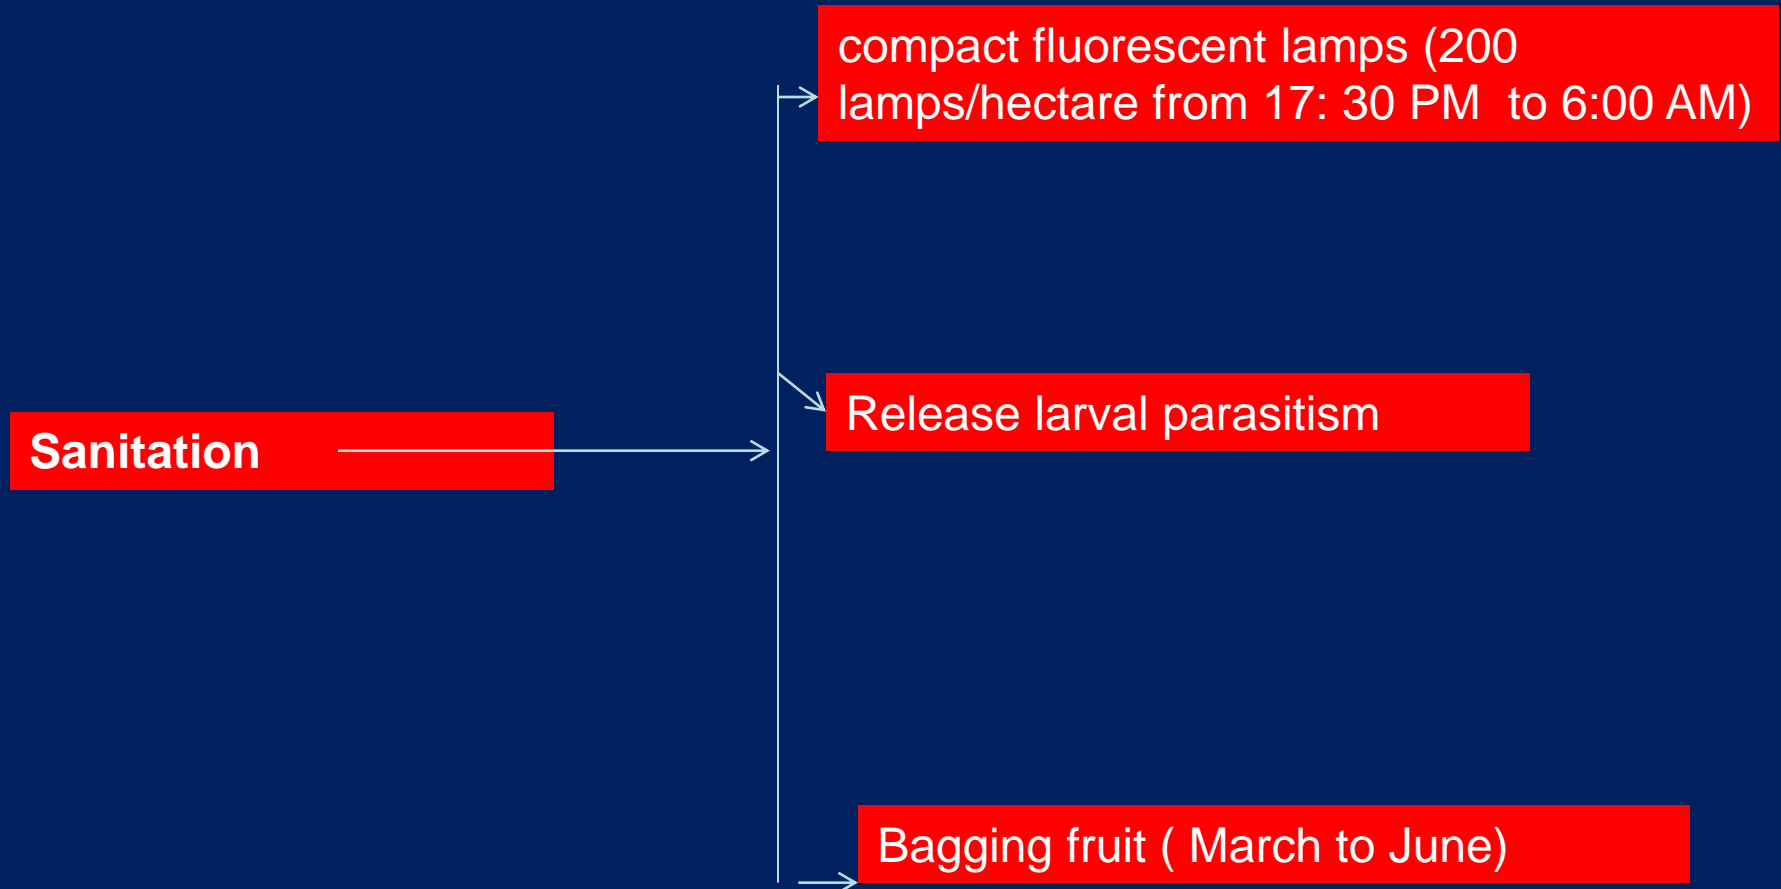 compact fluorescent lamps (200
lamps/hectare from 17: 30 PM  to 6:00 AM)
Release larval parasitism
Sanitation
Bagging fruit ( March to June)